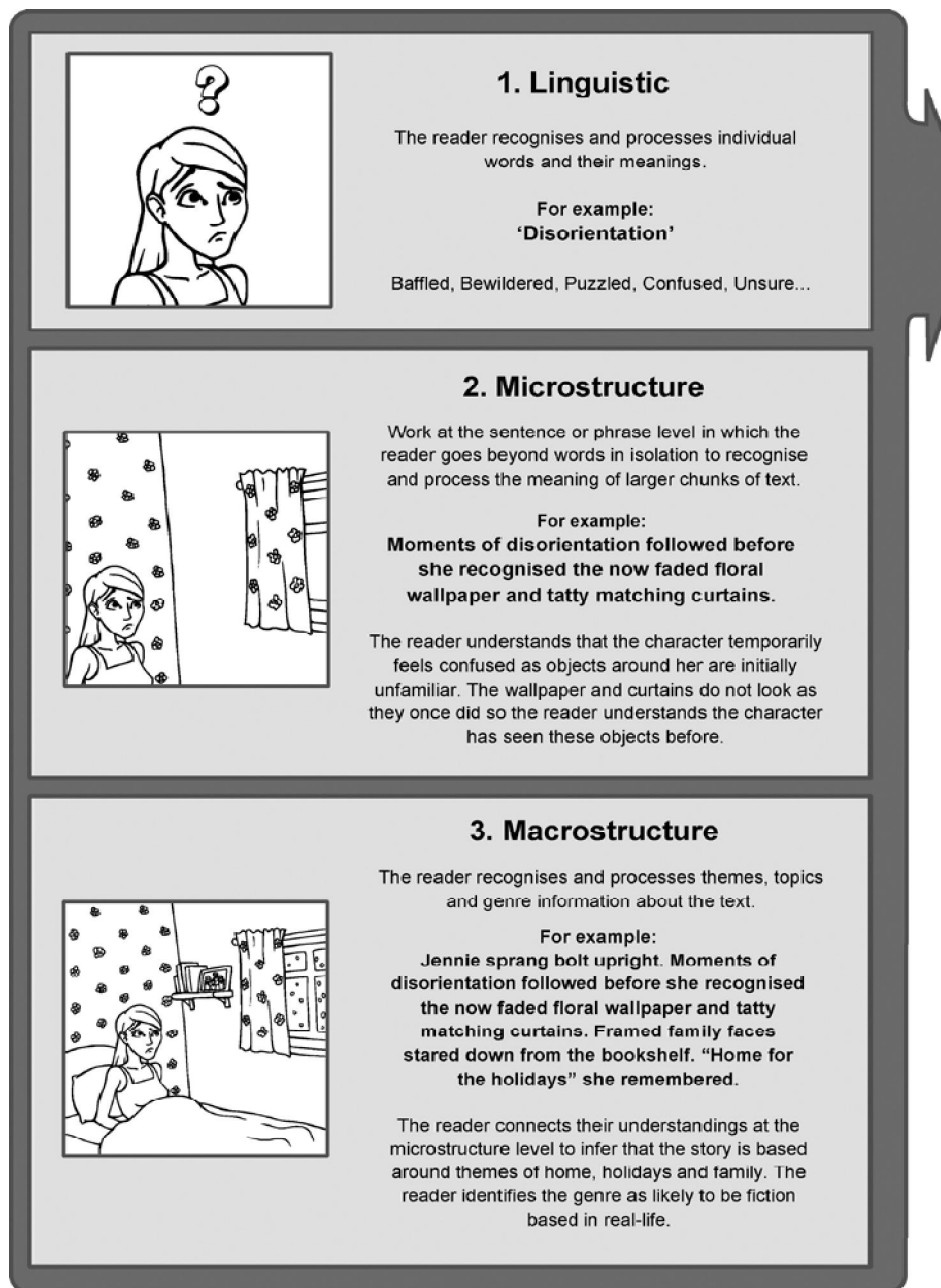 ?
1. Linguistic
The reader recognises and processes individual
words and their meanings.
For example:
‘Disorientation’
Baffled, Bewildered, Puzzled, Confused, Unsure...
2. Microstructure
Work at the sentence or phrase level in which the
reader goes beyond words in isolation to recognise
and process the meaning of larger chunks of text.
For example:
Moments of disorientation followed before
she recognised the now faded floral
wallpaper and tatty matching curtains.
The reader understands that the character temporarily
feels confused as objects around her are initially
unfamiliar. The wallpaper and curtains do not look as
they once did so the reader understands the character
has seen these objects before.
3. Macrostructure
The reader recognises and processes themes, topics
and genre information about the text.
For example:
Jennie sprang bolt upright. Moments of
disorientation followed before she recognised
the now faded floral wallpaper and tatty
matching curtains. Framed family faces
stared down from the bookshelf. “Home for
the holidays” she remembered.
The reader connects their understandings at the
microstructure level to infer that the story is based
around themes of home, holidays and family. The
reader identifies the genre as likely to be fiction
based in real-life.